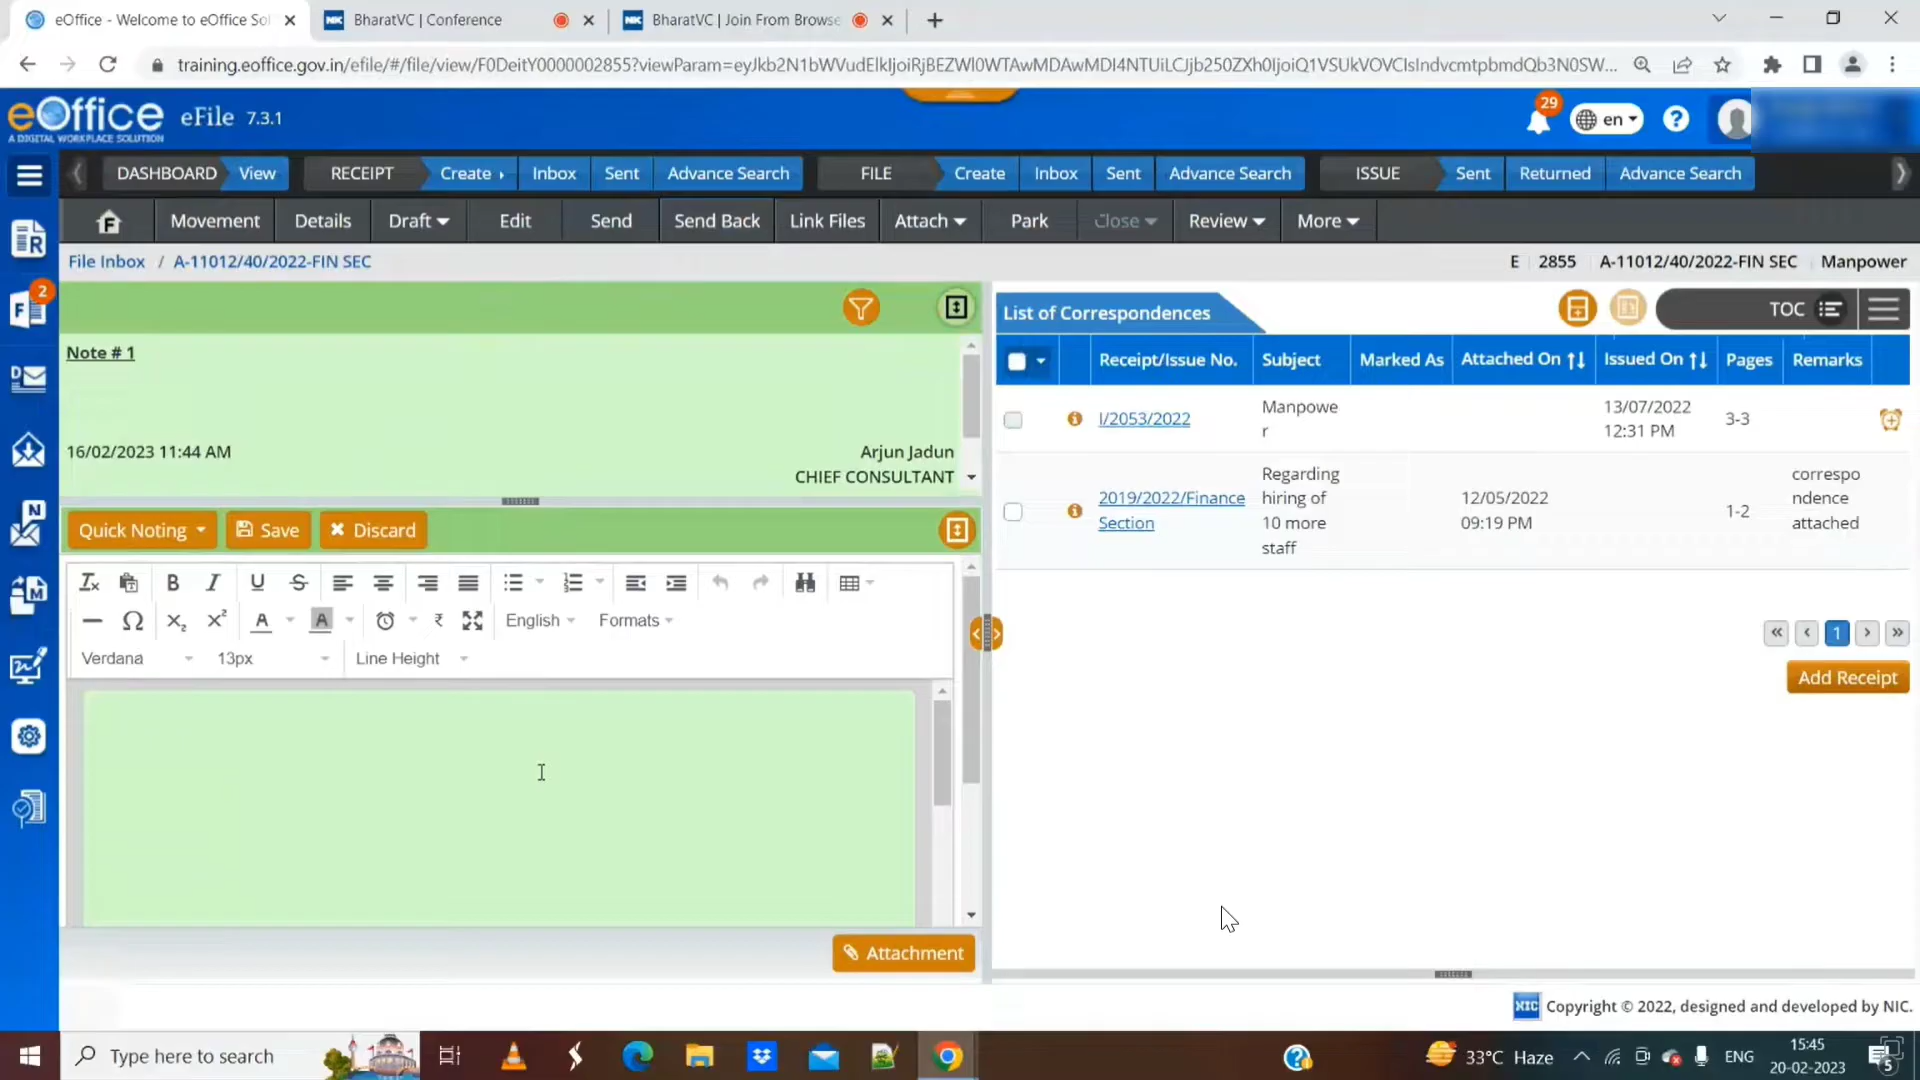 eOffice - Welcome to eOffice Sol
BharatVC | Conference
BharatVC | Join From Browse
training.eoffice.gov.in/efile/#/file/view/
eOffice
A DIGITAL WORKPLACE SOLUTION
eFile 7.3.1
29
en
DASHBOARD View RECEIPT Create Inbox Sent Advance Search FILE Create Inbox Sent Advance Search ISSUE Sent Returned Advance Search
Movement Details Draft Edit Send Send Back Link Files Attach Park Close Review More
File Inbox / A-11012/40/2022-FIN SEC
E 2855 A-11012/40/2022-FIN SEC Manpower
2
Note # 1
16/02/2023 11:44 AM
Arjun Jadun
CHIEF CONSULTANT
Quick Noting Save Discard
English Formats
Verdana 13px Line Height
Attachment
List of Correspondences
TOC
Receipt/Issue No. Subject Marked As Attached On Issued On Pages Remarks
I/2053/2022
Manpowe
r
13/07/2022
12:31 PM
3-3
2019/2022/Finance
Section
Regarding
hiring of
10 more
staff
12/05/2022
09:19 PM
1-2
correspo
ndence
attached
1
Add Receipt
NIC Copyright © 2022, designed and developed by NIC.
Type here to search
33°C Haze
ENG
15:45
20-02-2023
5